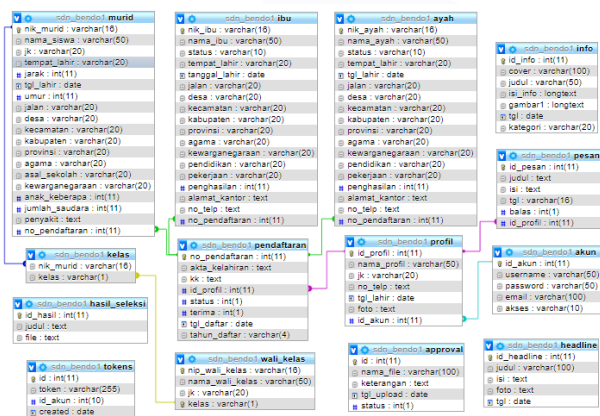 sdn_bendo1 murid
nik_murid : varchar(16)
nama_siswa : varchar(50)
jk : varchar(20)
tempat_lahir : varchar(20)
jarak : int(11)
tgl_lahir : date
umur : int(11)
jalan : varchar(20)
desa : varchar(20)
kecamatan : varchar(20)
kabupaten : varchar(20)
provinsi : varchar(20)
agama : varchar(20)
asal_sekolah : varchar(20)
kewarganegaraan : varchar(20)
anak_keberapa : int(11)
jumlah_saudara : int(11)
penyakit : text
no_pendaftaran : int(11)
sdn_bendo1 ibu
nik_ibu : varchar(16)
nama_ibu : varchar(50)
status : varchar(10)
tempat_lahir : varchar(20)
tanggal_lahir : date
jalan : varchar(20)
desa : varchar(20)
kecamatan : varchar(20)
kabupaten : varchar(20)
provinsi : varchar(20)
agama : varchar(20)
kewarganegaraan : varchar(20)
pendidikan : varchar(20)
pekerjaan : varchar(20)
penghasilan : int(11)
alamat_kantor : text
no_telp : text
no_pendaftaran : int(11)
sdn_bendo1 ayah
nik_ayah : varchar(16)
nama_ayah : varchar(50)
status : varchar(10)
tempat_lahir : varchar(20)
tgl_lahir : date
jalan : varchar(20)
desa : varchar(20)
kecamatan : varchar(20)
kabupaten : varchar(20)
provinsi : varchar(20)
agama : varchar(20)
kewarganegaraan : varchar(20)
pendidikan : varchar(20)
pekerjaan : varchar(20)
penghasilan : int(11)
alamat_kantor : text
no_telp : text
no_pendaftaran : int(11)
sdn_bendo1 info
id_info : int(11)
cover : varchar(100)
judul : varchar(50)
isi_info : longtext
gambar1 : longtext
tgl : date
kategori : varchar(20)
sdn_bendo1 pesan
id_pesan : int(11)
judul : text
isi : text
tgl : varchar(16)
balas : int(1)
id_profil : int(11)
sdn_bendo1 kelas
nik_murid : varchar(16)
kelas : varchar(1)
sdn_bendo1 pendaftaran
no_pendaftaran : int(11)
akta_kelahiran : text
kk : text
id_profil : int(11)
status : int(1)
terima : int(1)
tgl_daftar : date
tahun_daftar : varchar(4)
sdn_bendo1 profil
id_profil : int(11)
nama_profil : varchar(50)
jk : varchar(20)
no_telp : text
tgl_lahir : date
foto : text
id_akun : int(11)
sdn_bendo1 akun
id_akun : int(11)
username : varchar(50)
password : varchar(50)
email : varchar(100)
akses : varchar(10)
sdn_bendo1 hasil_seleksi
id_hasil : int(11)
judul : text
file : text
sdn_bendo1 tokens
id : int(11)
token : varchar(255)
id_akun : int(10)
created : date
sdn_bendo1 wali_kelas
nip_wali_kelas : varchar(16)
nama_wali_kelas : varchar(50)
jk : varchar(20)
kelas : varchar(1)
sdn_bendo1 approval
id : int(11)
nama_file : varchar(100)
keterangan : text
tgl_upload : date
status : int(1)
sdn_bendo1 headline
id_headline : int(11)
judul : varchar(100)
isi : text
foto : text
tgl : date